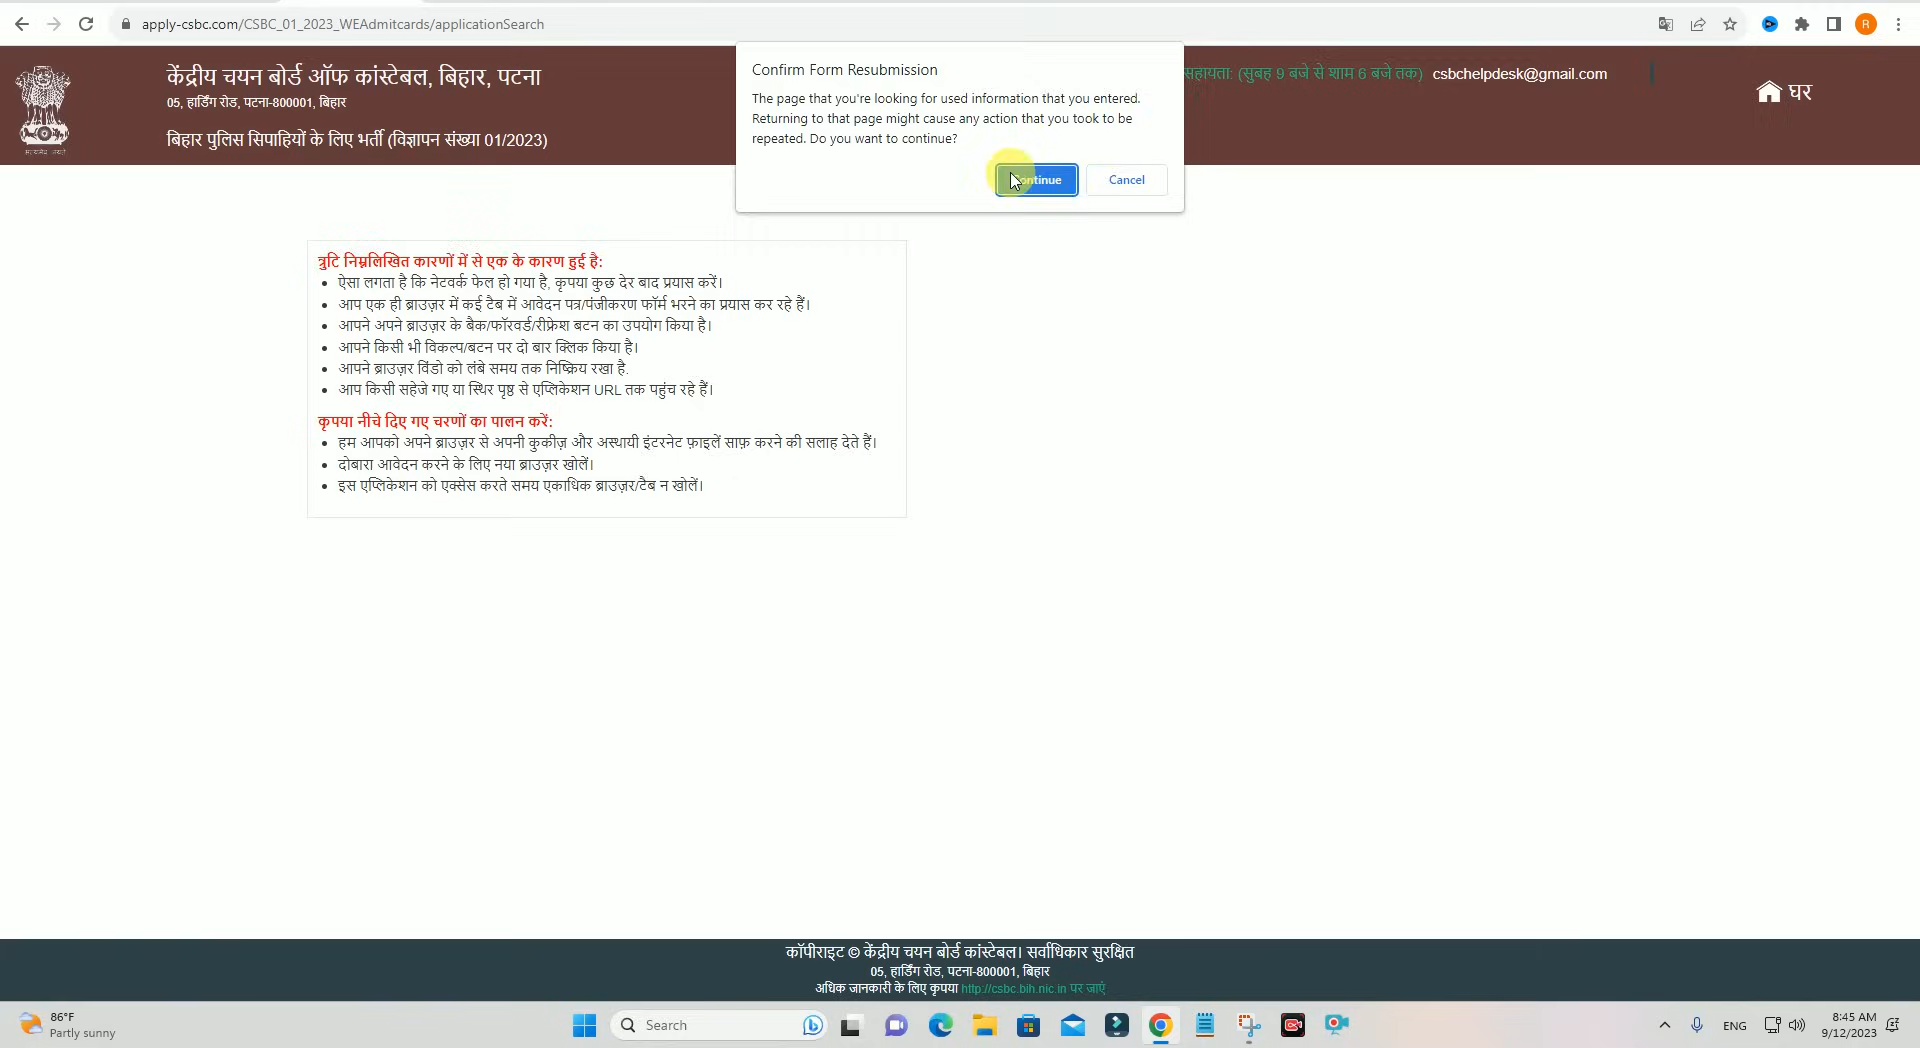 apply-csbc.com/CSBC_01_2023_WEAdmitcards/applicationSearch
R
केंद्रीय चयन बोर्ड ऑफ कांस्टेबल, बिहार, पटना
05, हार्डिंग रोड, पटना-800001, बिहार
बिहार पुलिस सिपाहियों के लिए भर्ती (विज्ञापन संख्या 01/2023)
सहायता: (सुबह 9 बजे से शाम 6 बजे तक) csbchelpdesk@gmail.com
घर
Confirm Form Resubmission
The page that you're looking for used information that you entered.
Returning to that page might cause any action that you took to be
repeated. Do you want to continue?
Continue Cancel
त्रुटि निम्नलिखित कारणों में से एक के कारण हुई है:
ऐसा लगता है कि नेटवर्क फेल हो गया है, कृपया कुछ देर बाद प्रयास करें।
आप एक ही ब्राउज़र में कई टैब में आवेदन पत्र/पंजीकरण फॉर्म भरने का प्रयास कर रहे हैं।
आपने अपने ब्राउज़र के बैक/फॉरवर्ड/रीफ्रेश बटन का उपयोग किया है।
आपने किसी भी विकल्प/बटन पर दो बार क्लिक किया है।
आपने ब्राउज़र विंडो को लंबे समय तक निष्क्रिय रखा है.
आप किसी सहेजे गए या स्थिर पृष्ठ से एप्लिकेशन URL तक पहुंच रहे हैं।
कृपया नीचे दिए गए चरणों का पालन करें:
हम आपको अपने ब्राउज़र से अपनी कुकीज़ और अस्थायी इंटरनेट फ़ाइलें साफ़ करने की सलाह देते हैं।
दोबारा आवेदन करने के लिए नया ब्राउज़र खोलें।
इस एप्लिकेशन को एक्सेस करते समय एकाधिक ब्राउज़र/टैब न खोलें।
कॉपीराइट © केंद्रीय चयन बोर्ड कांस्टेबल। सर्वाधिकार सुरक्षित
05, हार्डिंग रोड, पटना-800001, बिहार
अधिक जानकारी के लिए कृपया http://csbc.bih.nic.in पर जाएं
86°F
Partly sunny
Search
ENG
8:45 AM
9/12/2023